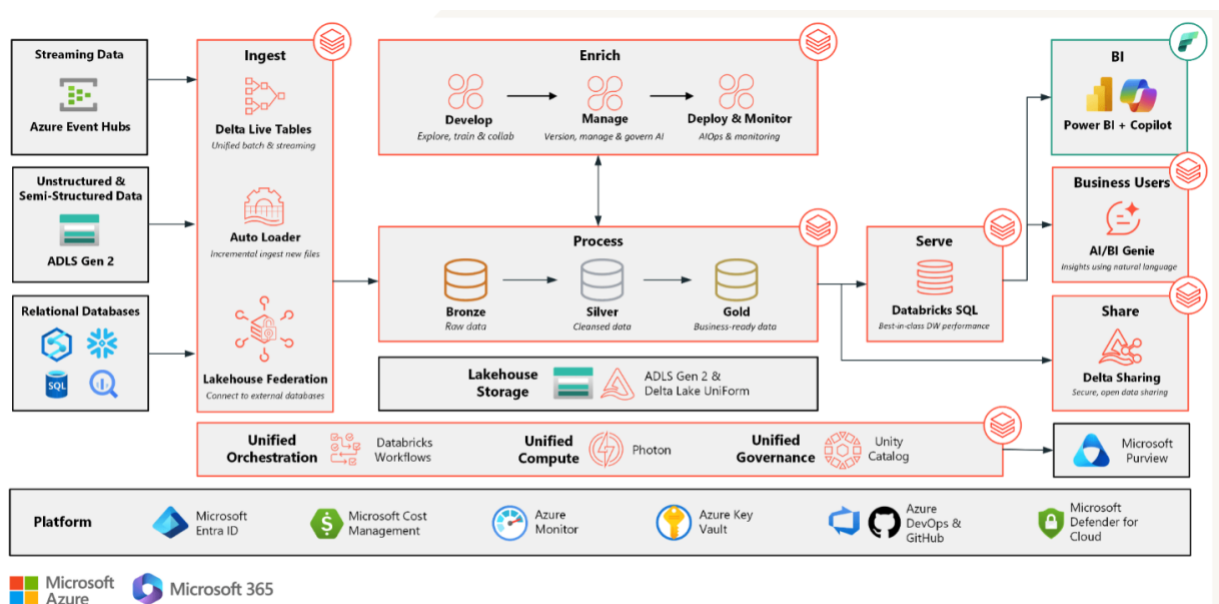 Streaming Data
Azure Event Hubs
Unstructured &
Semi-Structured Data
ADLS Gen 2
Relational Databases
SQL
Ingest
Delta Live Tables
Unified batch & streaming
Auto Loader
Incremental ingest new files
Lakehouse Federation
Connect to external databases
Enrich
Develop
Explore, train & collab
Manage
Version, manage & govern AI
Deploy & Monitor
AIOps & monitoring
Process
Bronze
Raw data
Silver
Cleansed data
Gold
Business-ready data
Lakehouse
Storage
ADLS Gen 2 &
Delta Lake UniForm
Serve
Databricks SQL
Best-in-class DW performance
BI
Power BI + Copilot
Business Users
AI/BI Genie
Insights using natural language
Share
Delta Sharing
Secure, open data sharing
Unified
Orchestration
Databricks
Workflows
Unified
Compute
Photon
Unified
Governance
Unity
Catalog
Microsoft
Purview
Platform
Microsoft
Entra ID
Microsoft Cost
Management
Azure
Monitor
Azure Key
Vault
Azure
DevOps &
GitHub
Microsoft
Defender for
Cloud
Microsoft
Azure
Microsoft 365